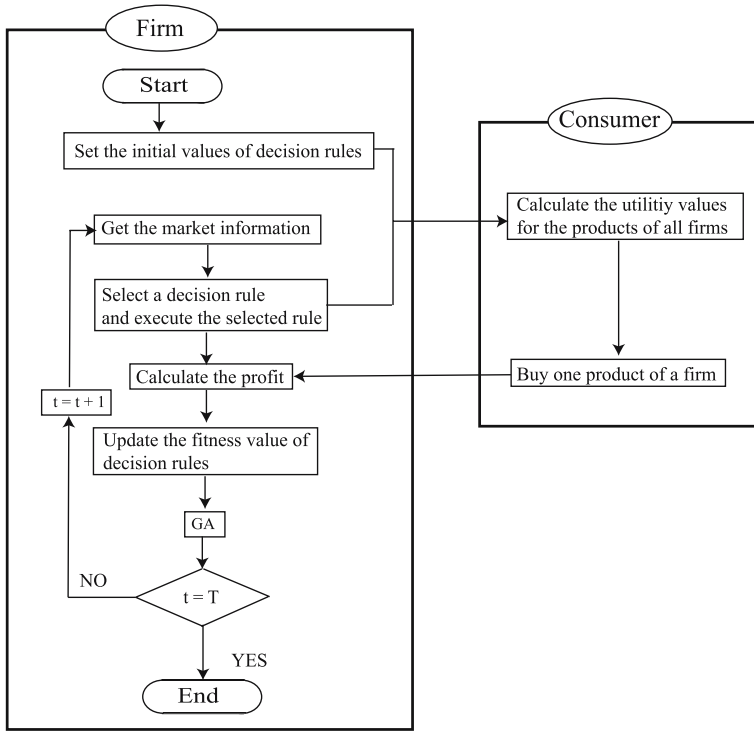 Firm
Start
Set the initial values of decision rules
Get the market information
Select a decision rule
and execute the selected rule
Calculate the profit
t = t + 1
Update the fitness value of
decision rules
GA
NO
t = T
YES
End
Consumer
Calculate the utilitiy values
for the products of all firms
Buy one product of a firm